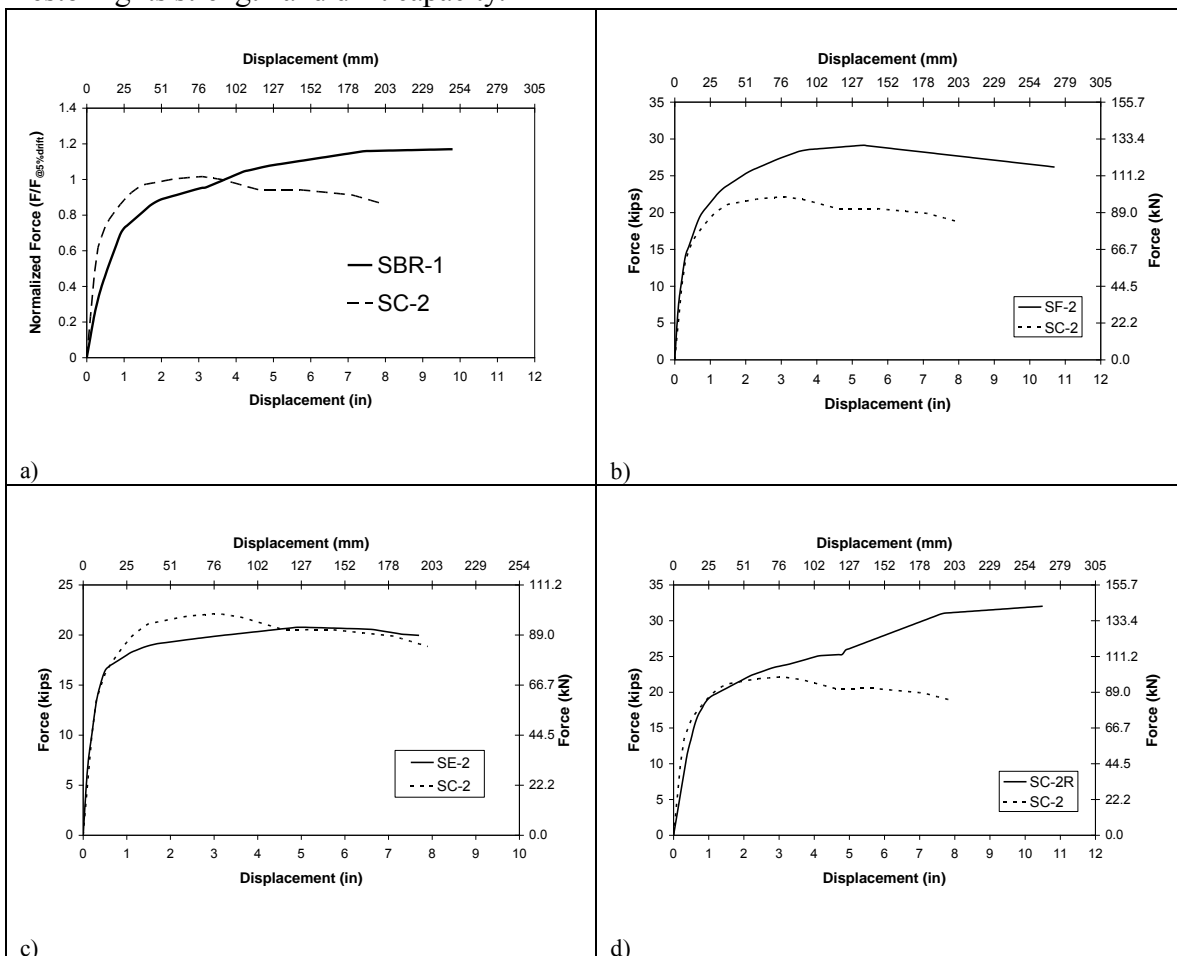 its strength and drift capacity.
Displacement (mm)
0 25 51 76 102 127 152 178 203 229 254 279 305
1.4
1.2
1
0.8
0.6
0.4
0.2
0
Normalized Force (F/F@5%drift)
SBR-1
SC-2
0 1 2 3 4 5 6 7 8 9 10 11 12
Displacement (in)
a)
Displacement (mm)
0 25 51 76 102 127 152 178 203 229 254 279 305
35 155.7
30 133.4
25 111.2
20 89.0
15 66.7
10 44.5
5 22.2
0 0.0
Force (kips)
Force (kN)
SF-2
SC-2
0 1 2 3 4 5 6 7 8 9 10 11 12
Displacement (in)
b)
Displacement (mm)
0 25 51 76 102 127 152 178 203 229 254
25 111.2
20 89.0
15 66.7
10 44.5
5 22.2
0 0.0
Force (kips)
Force (kN)
SE-2
SC-2
0 1 2 3 4 5 6 7 8 9 10
Displacement (in)
c)
Displacement (mm)
0 25 51 76 102 127 152 178 203 229 254 279 305
35 155.7
30 133.4
25 111.2
20 89.0
15 66.7
10 44.5
5 22.2
0 0.0
Force (kips)
Force (kN)
SC-2R
SC-2
0 1 2 3 4 5 6 7 8 9 10 11 12
Displacement (in)
d)